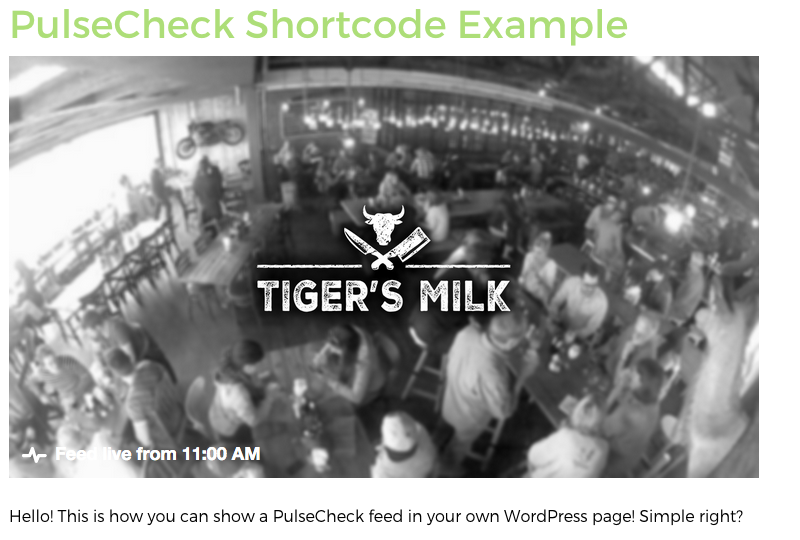 PulseCheck Shortcode Example
TIGER'S MILK
Feed live from 11:00 AM
Hello! This is how you can show a PulseCheck feed in your own WordPress page! Simple right?